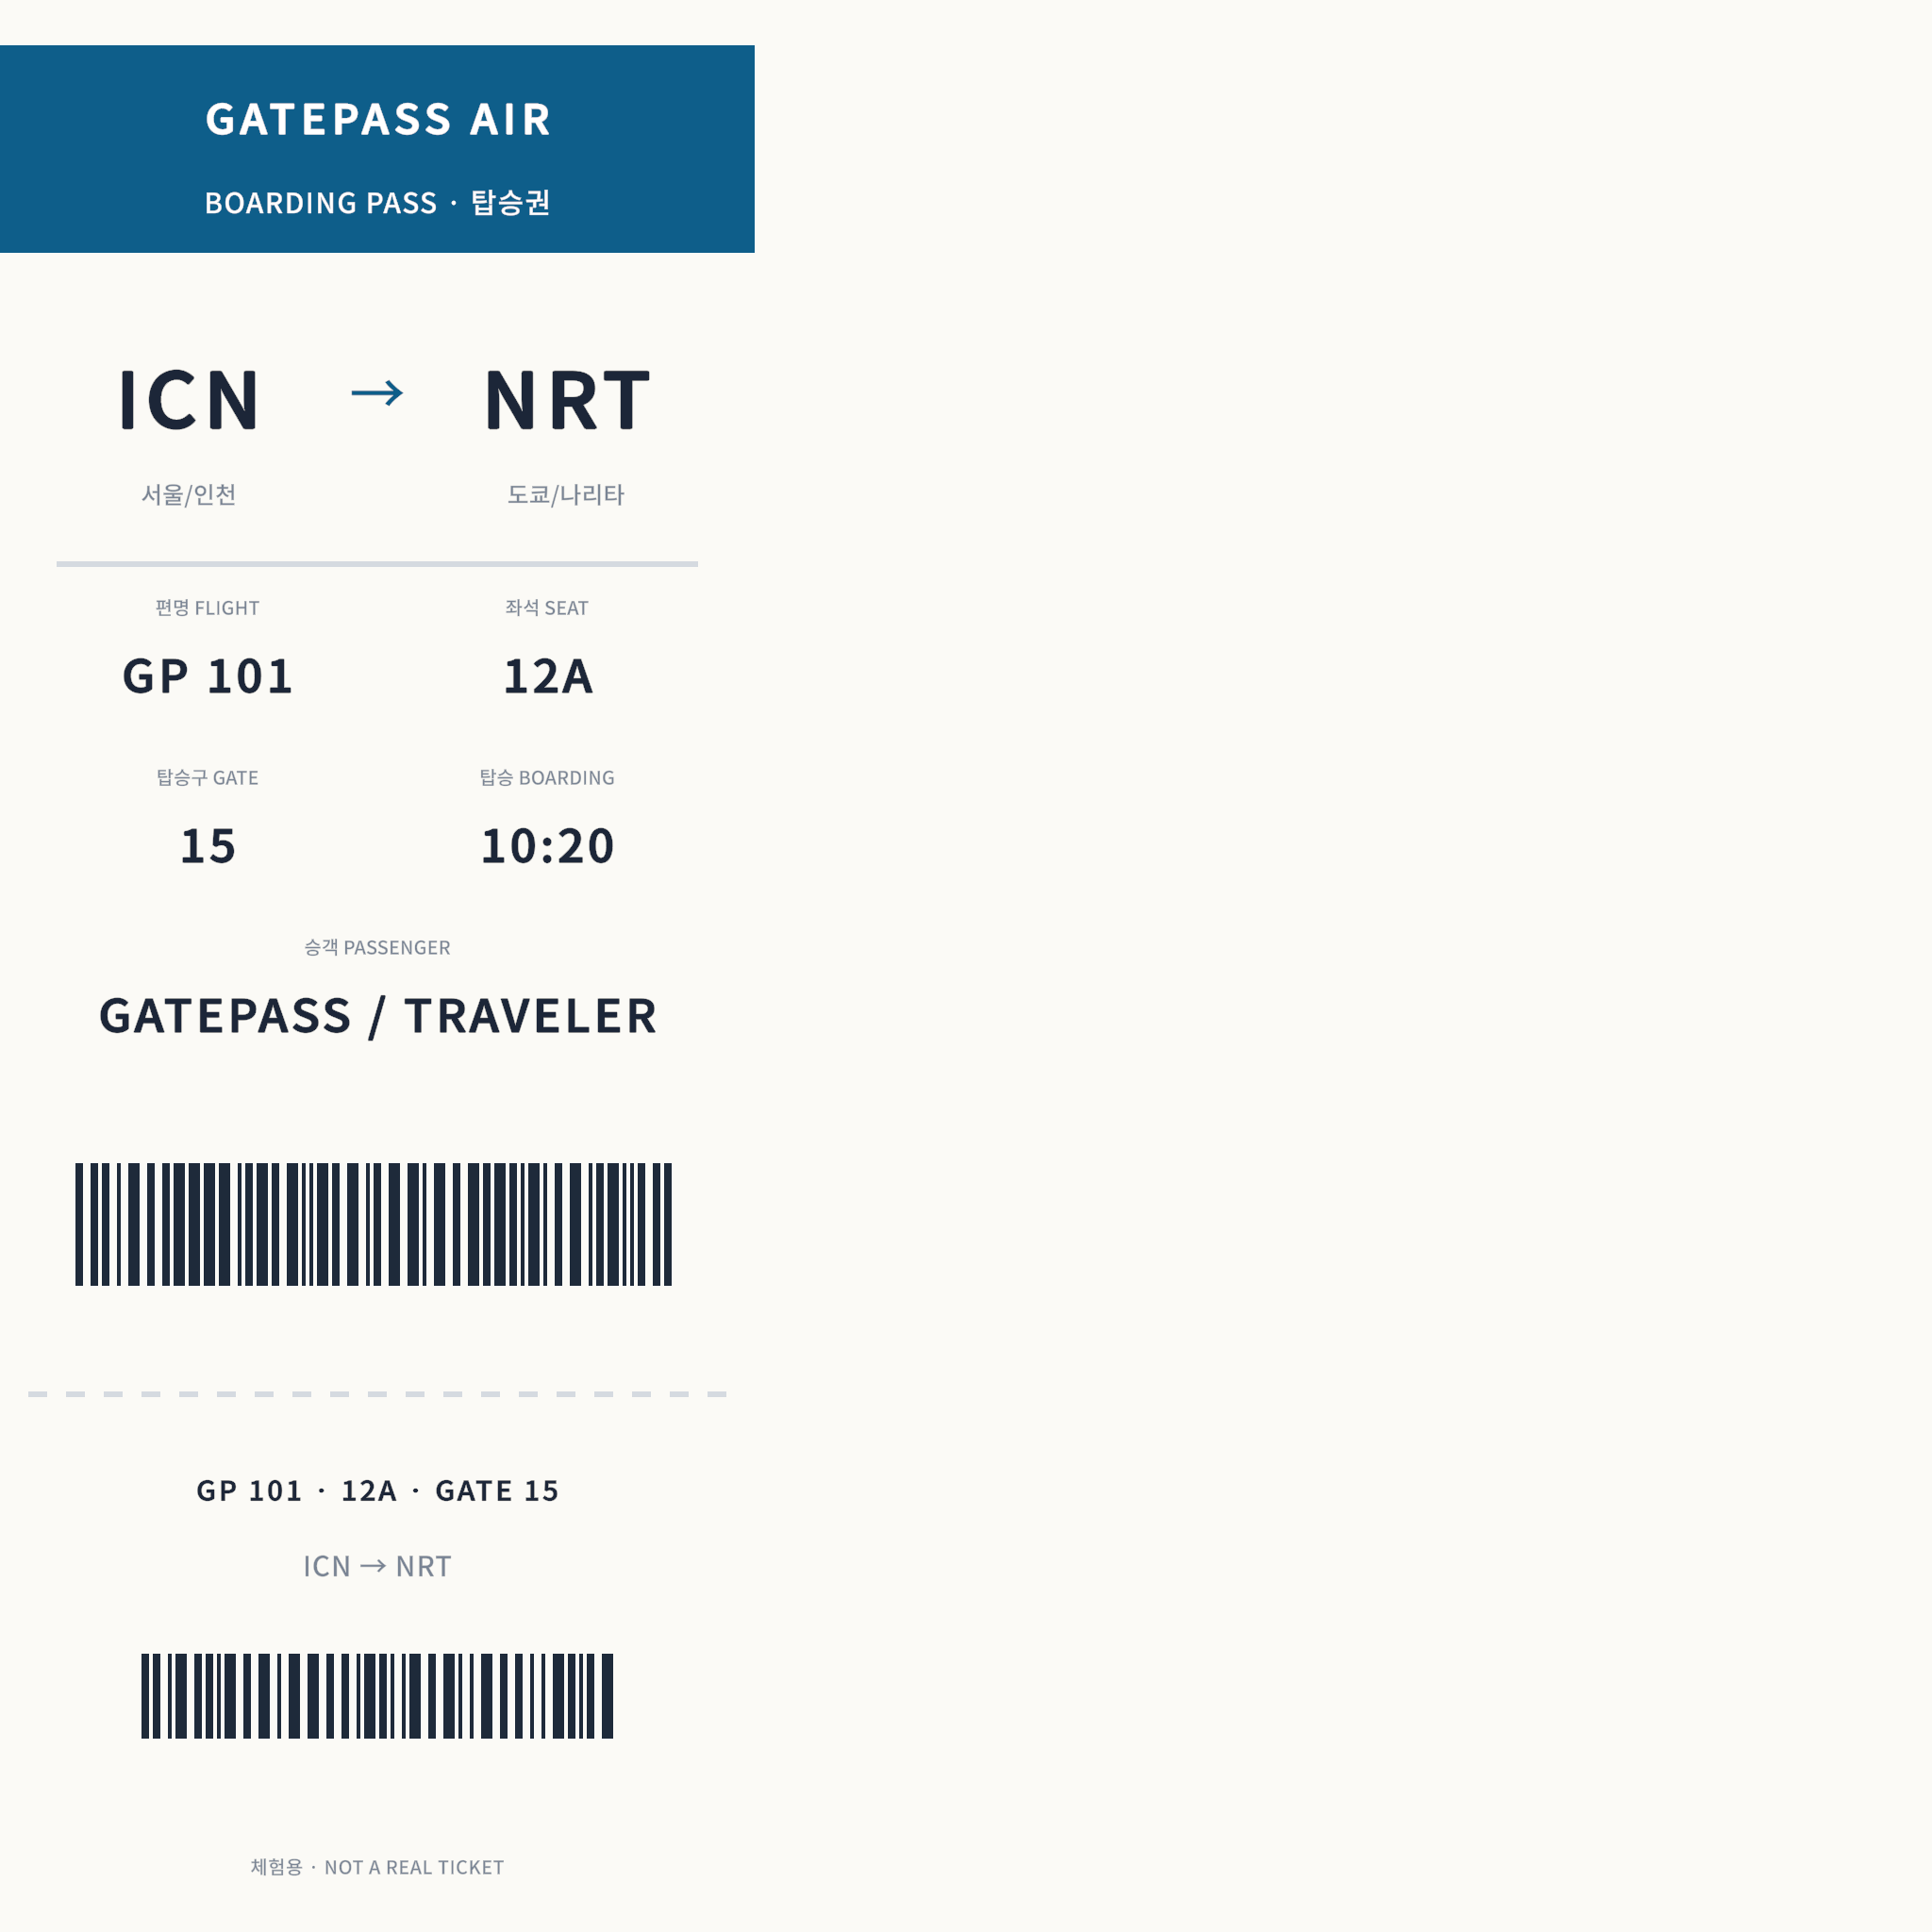 GATEPASS AIR
BOARDING PASS · 탑승권
ICN → NRT
서울/인천 도쿄/나리타
편명 FLIGHT 좌석 SEAT
GP 101 12A
탑승구 GATE 탑승 BOARDING
15 10:20
승객 PASSENGER
GATEPASS / TRAVELER
GP 101 · 12A · GATE 15
ICN → NRT
체험용 · NOT A REAL TICKET